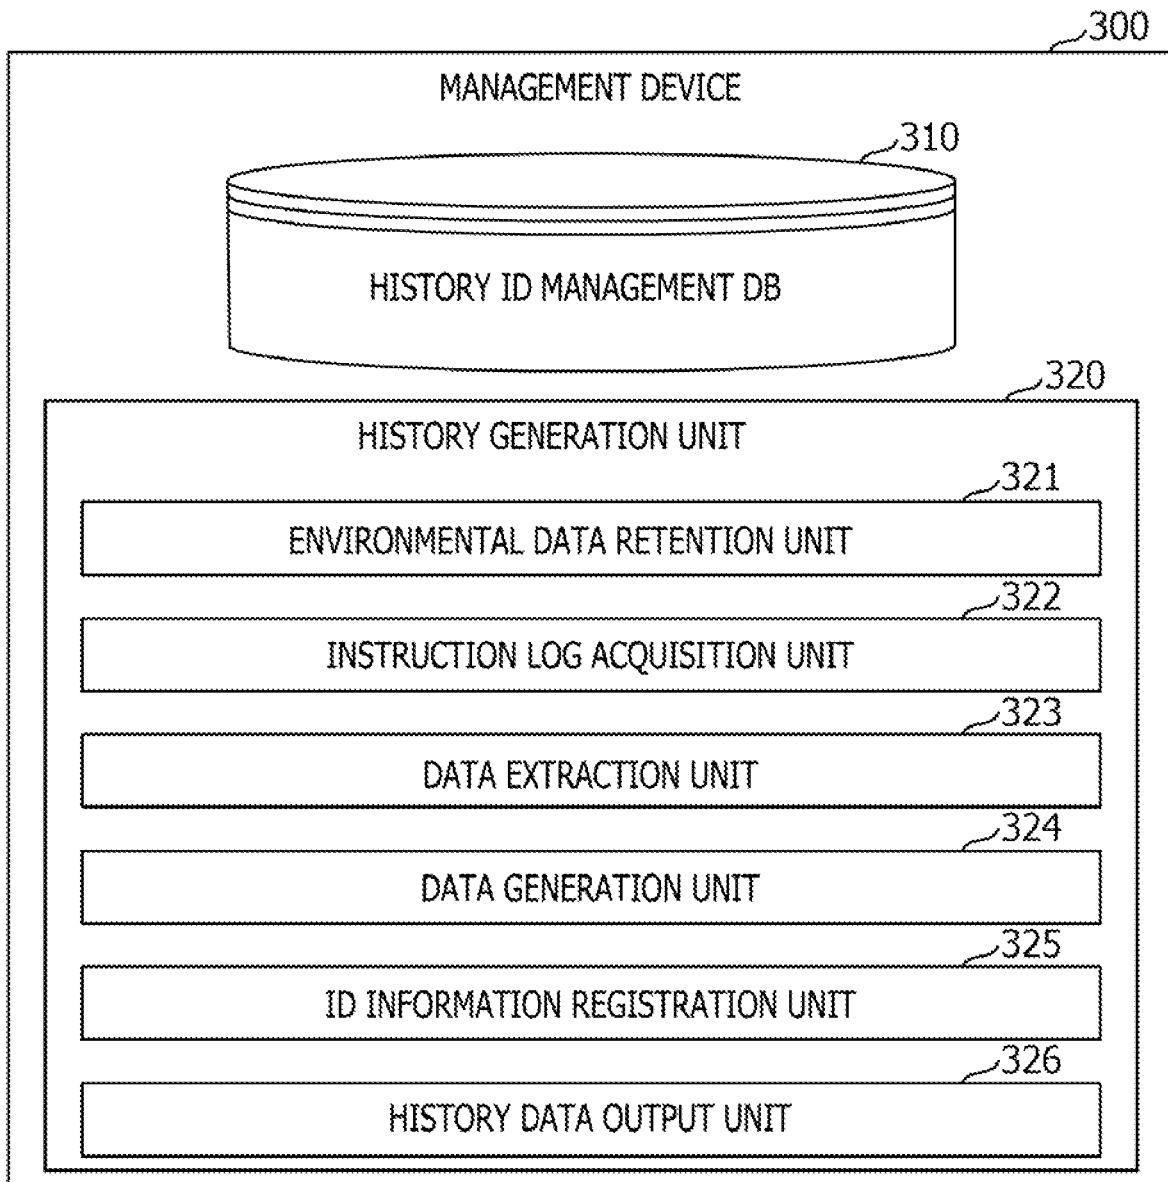 300
MANAGEMENT DEVICE
310
HISTORY ID MANAGEMENT DB
320
HISTORY GENERATION UNIT
321
ENVIRONMENTAL DATA RETENTION UNIT
322
INSTRUCTION LOG ACQUISITION UNIT
323
DATA EXTRACTION UNIT
324
DATA GENERATION UNIT
325
ID INFORMATION REGISTRATION UNIT
326
HISTORY DATA OUTPUT UNIT